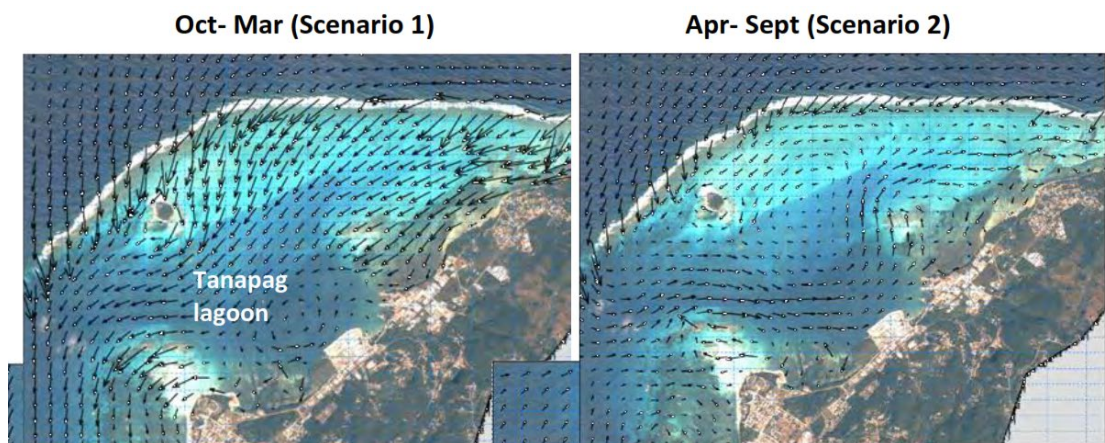 Oct- Mar (Scenario 1)
Apr- Sept (Scenario 2)
Tanapag
lagoon